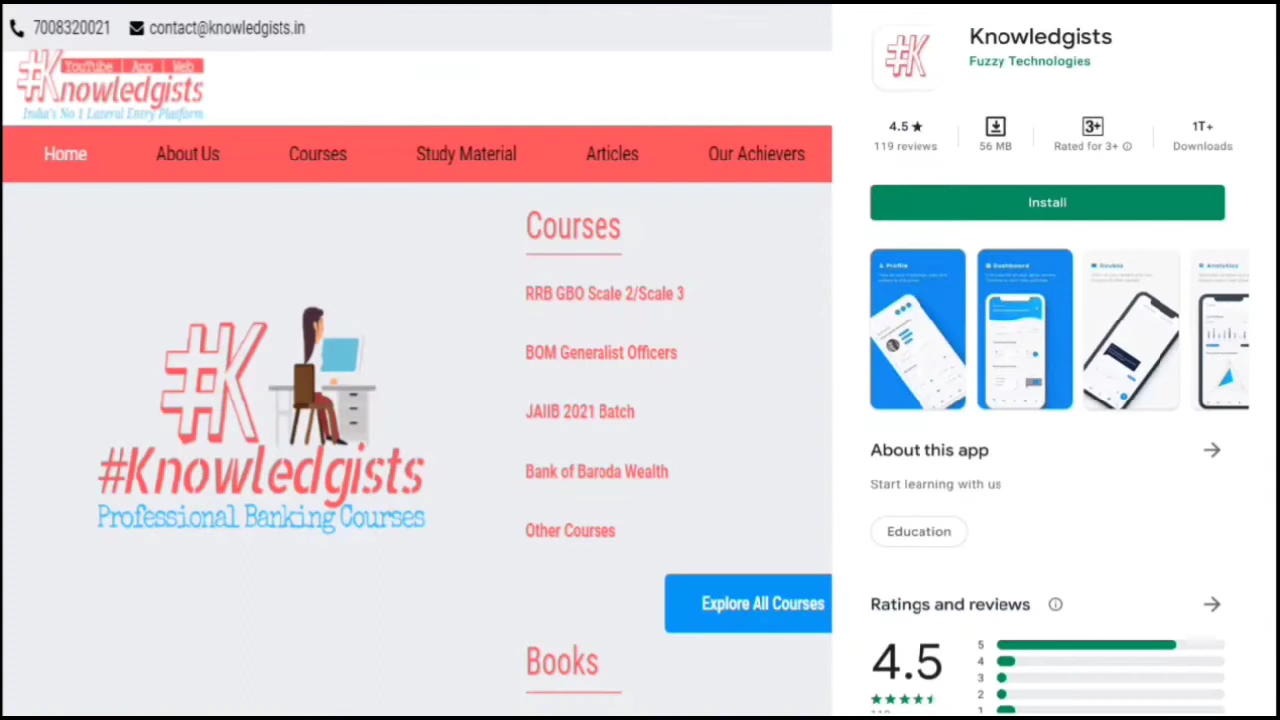 7008320021 contact@knowledgists.in
YouTube | App | Web
#Knowledgists
India's No 1 Lateral Entry Platform
Home About Us Courses Study Material Articles Our Achievers
#K
#Knowledgists
Professional Banking Courses
Courses
RRB GBO Scale 2/Scale 3
BOM Generalist Officers
JAIIB 2021 Batch
Bank of Baroda Wealth
Other Courses
Explore All Courses
Books
#K
Knowledgists
Fuzzy Technologies
4.5★ 3+ 1T+
119 reviews 56 MB Rated for 3+ Downloads
Install
Profile Dashboard Doubts Analytics
About this app
Start learning with us
Education
Ratings and reviews
4.5
5
4
3
2
1